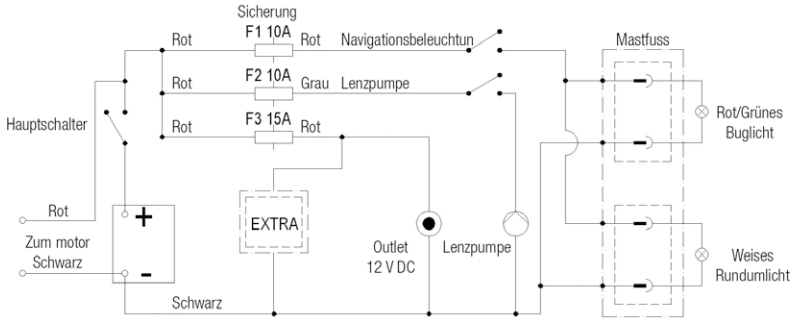 Sicherung
F1 10A
Rot
Rot
Navigationsbeleuchtun
Mastfuss
F2 10A
Rot
Grau
Lenzpumpe
Hauptschalter
F3 15A
Rot
Rot
Rot/Grünes
Buglicht
Rot
+
EXTRA
Zum motor
Outlet
12 V DC
Lenzpumpe
Schwarz
-
Weises
Rundumlicht
Schwarz